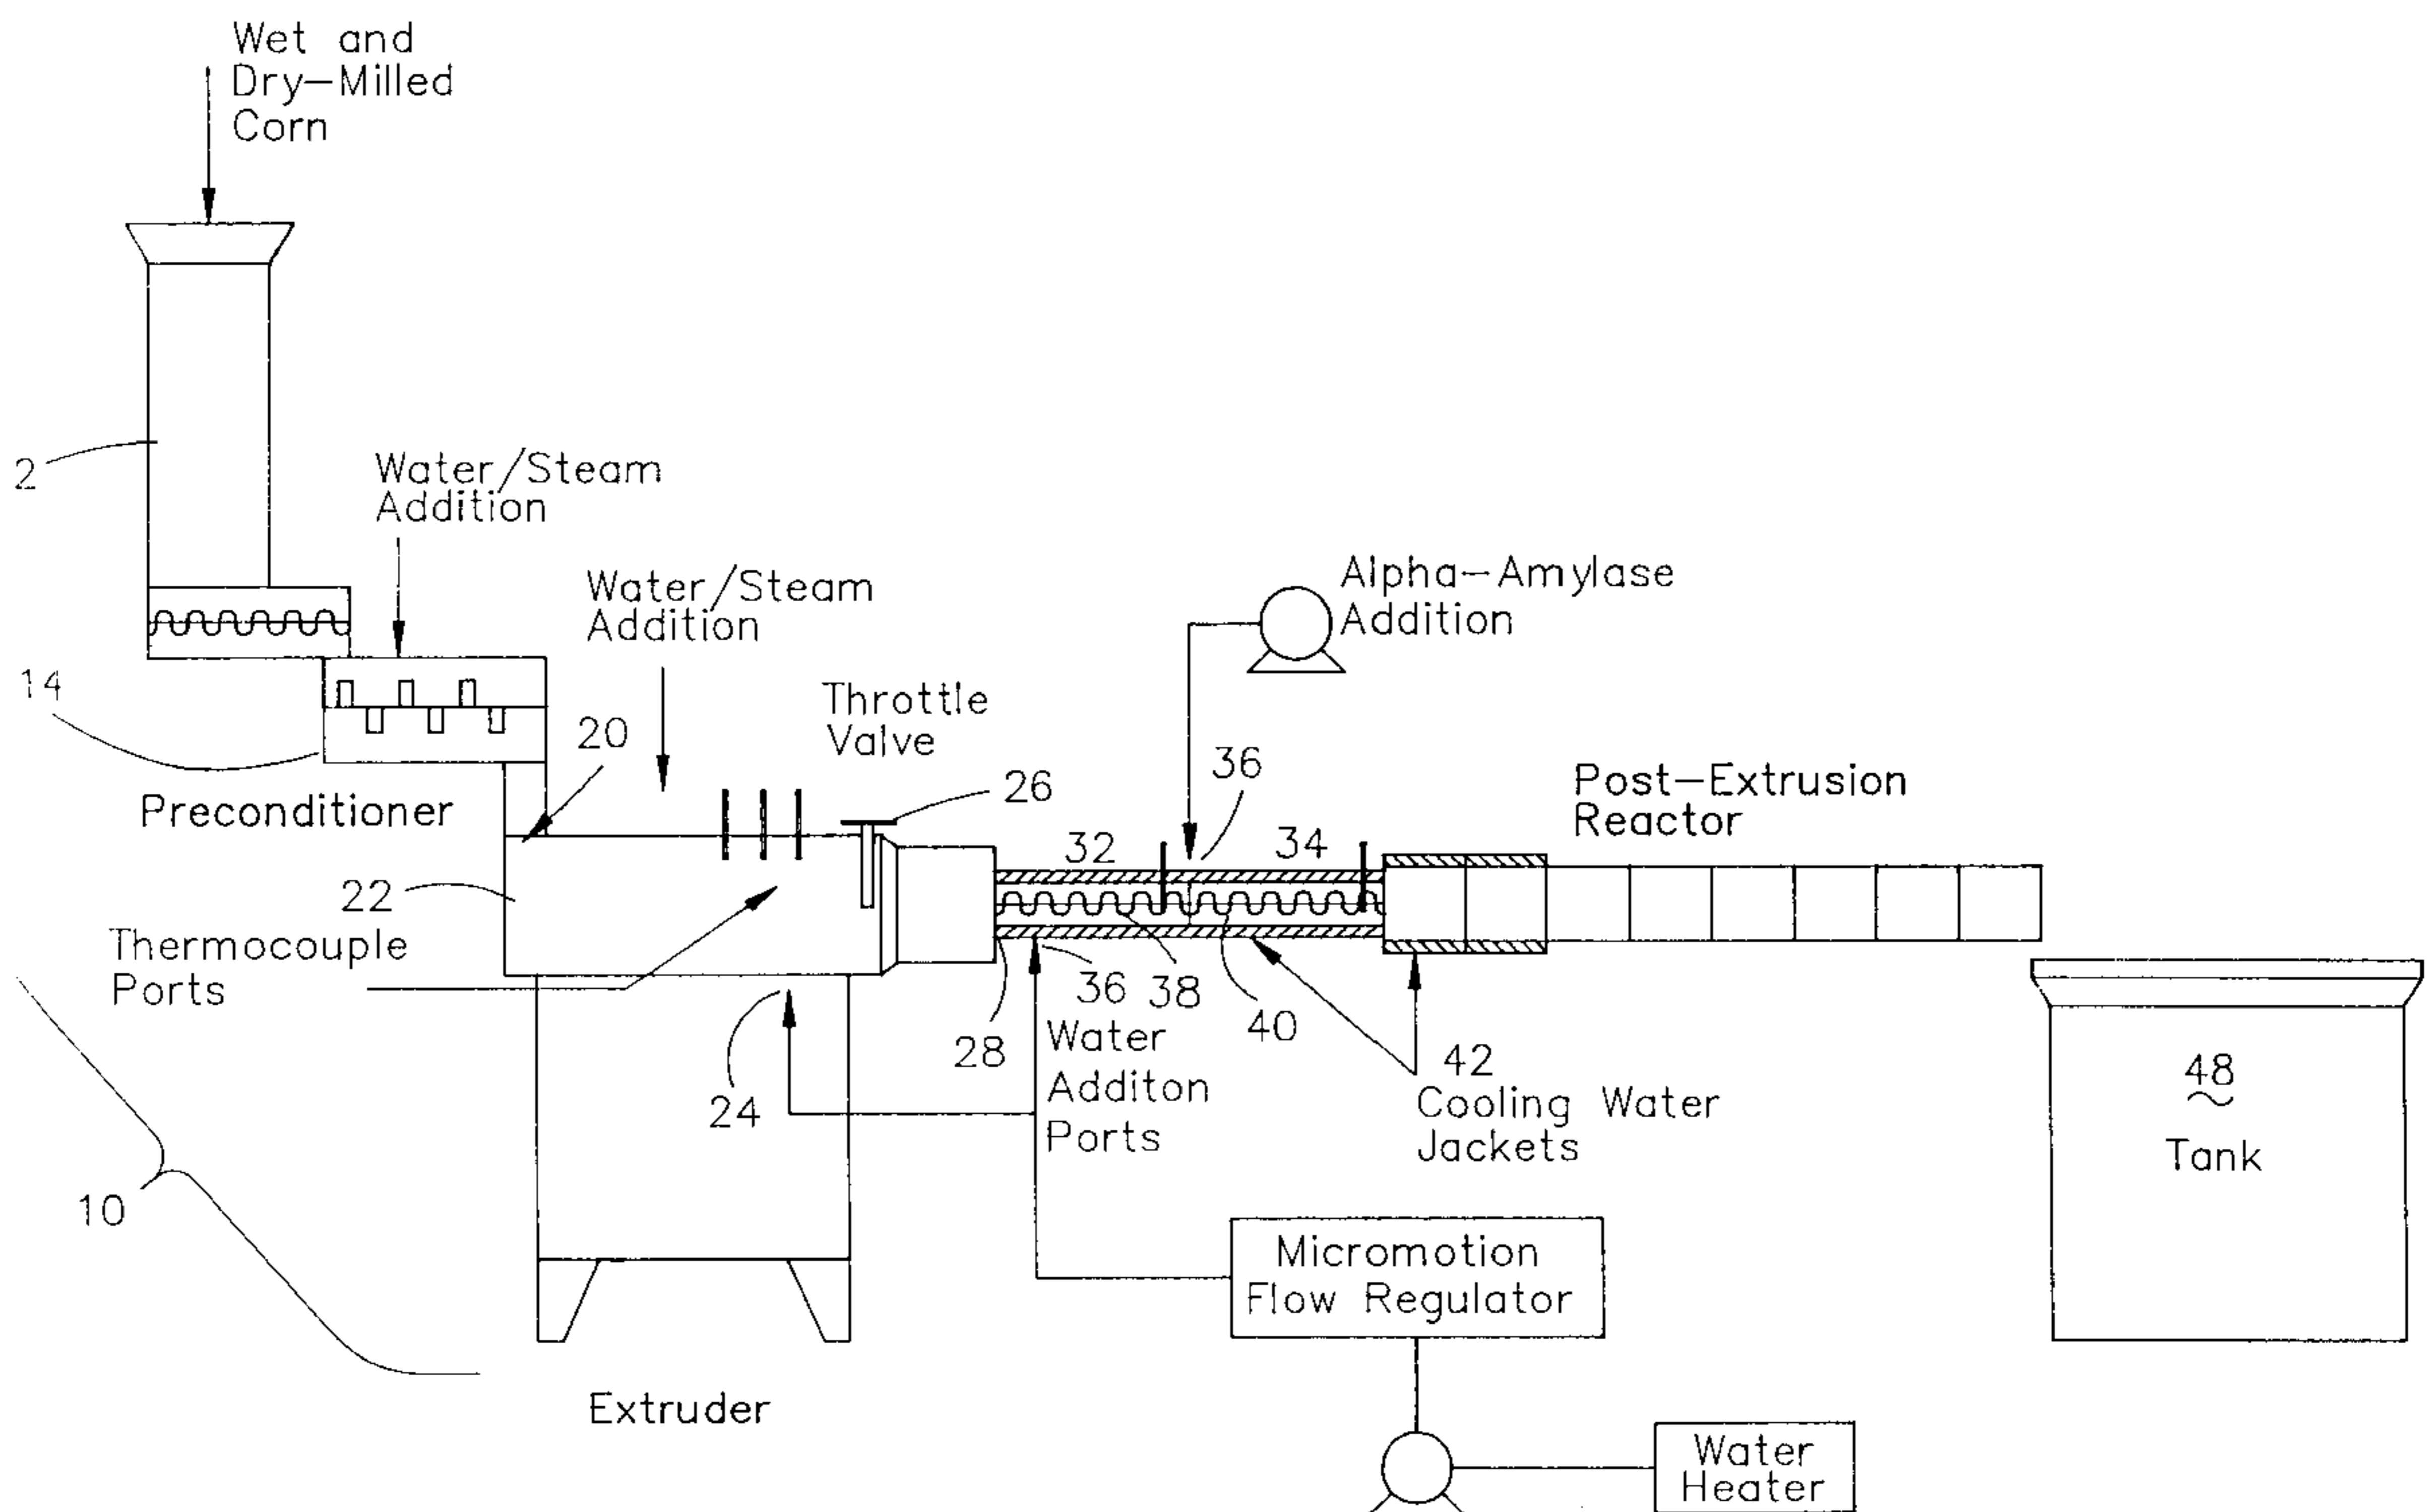 Wet and
Dry-Milled
Corn
2
Water/Steam
Addition
Water/Steam
Addition
Alpha-Amylase
Addition
14
20
Throttle
Valve
26
36
Post-Extrusion
Reactor
Preconditioner
32
34
22
Thermocouple
Ports
36
38
40
28
Water
Additon
Ports
24
42
Cooling Water
Jackets
48
Tank
10
Micromotion
Flow Regulator
Extruder
Water
Heater